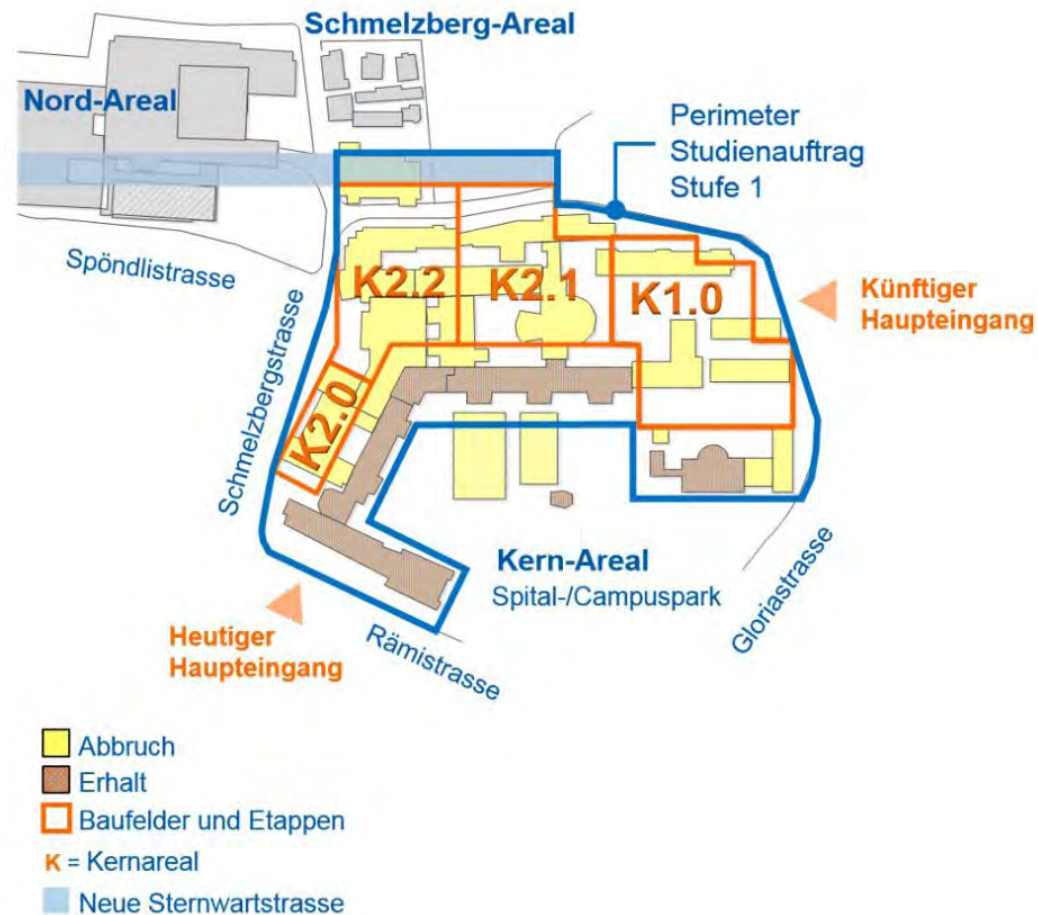 Schmelzberg-Areal
Nord-Areal
Perimeter
Studienauftrag
Stufe 1
Spöndlistrasse
K2.2
K2.1
K1.0
Künftiger
Haupteingang
Schmelzbergstrasse
K2.0
Kern-Areal
Spital-/Campuspark
Gloriastrasse
Heutiger
Haupteingang
Rämistrasse
Abbruch
Erhalt
Baufelder und Etappen
K = Kernareal
Neue Sternwartstrasse